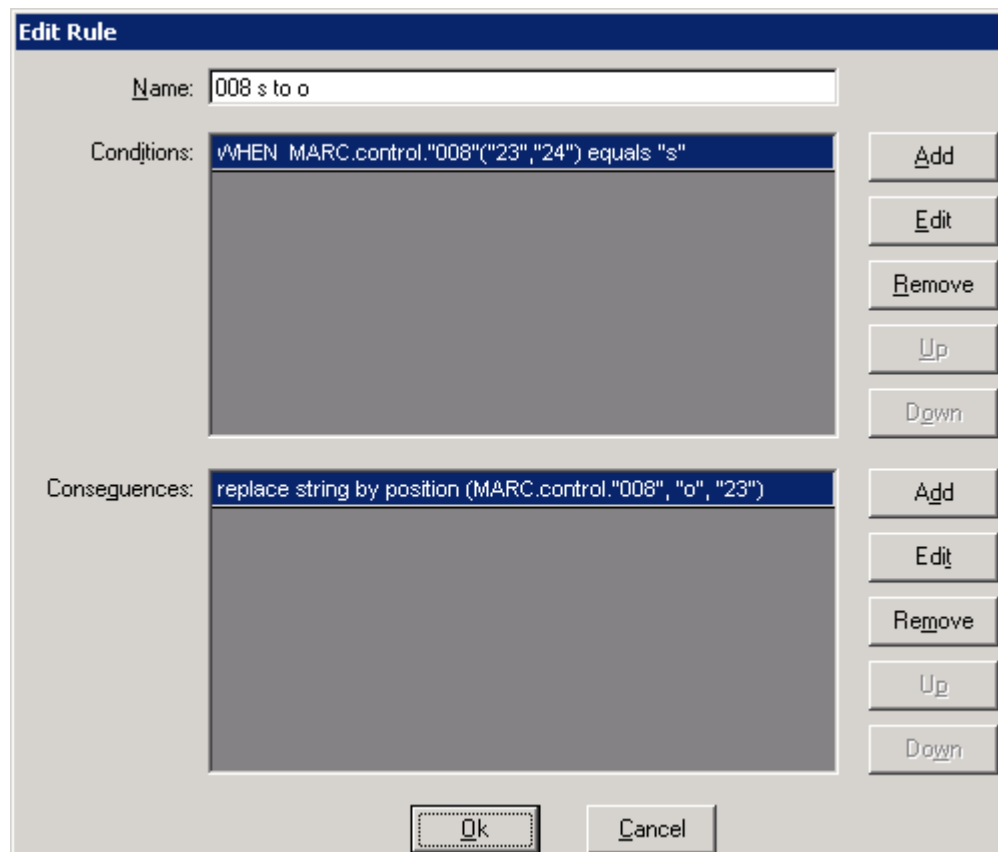 Edit Rule
Name: 008 s to o
Conditions: WHEN MARC.control."008"("23","24") equals "s"
Add
Edit
Remove
Up
Down
Consequences: replace string by position (MARC.control."008", "o", "23")
Add
Edit
Remove
Up
Down
Ok Cancel